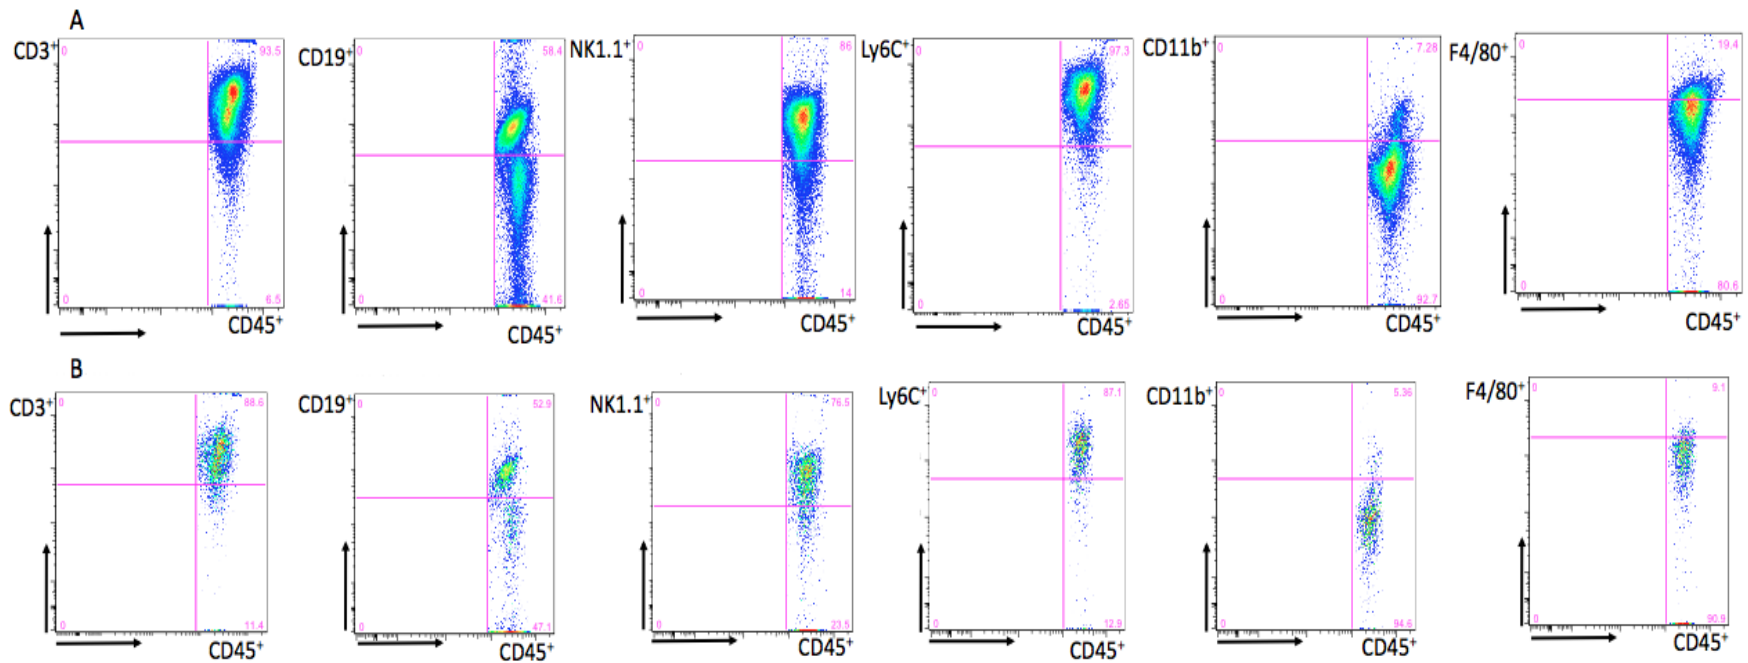 A
CD3+ 0 93.5 0 6.5 CD45+
CD19+ 0 58.4 0 41.6 CD45+
NK1.1+ 0 86 0 14 CD45+
Ly6C+ 0 97.3 0 2.65 CD45+
CD11b+ 0 7.28 0 92.7 CD45+
F4/80+ 0 19.4 0 80.6 CD45+
B
CD3+ 0 88.6 0 11.4 CD45+
CD19+ 0 52.9 0 47.1 CD45+
NK1.1+ 0 76.5 0 23.5 CD45+
Ly6C+ 0 87.1 0 12.9 CD45+
CD11b+ 0 5.36 0 94.6 CD45+
F4/80+ 0 9.1 0 90.9 CD45+